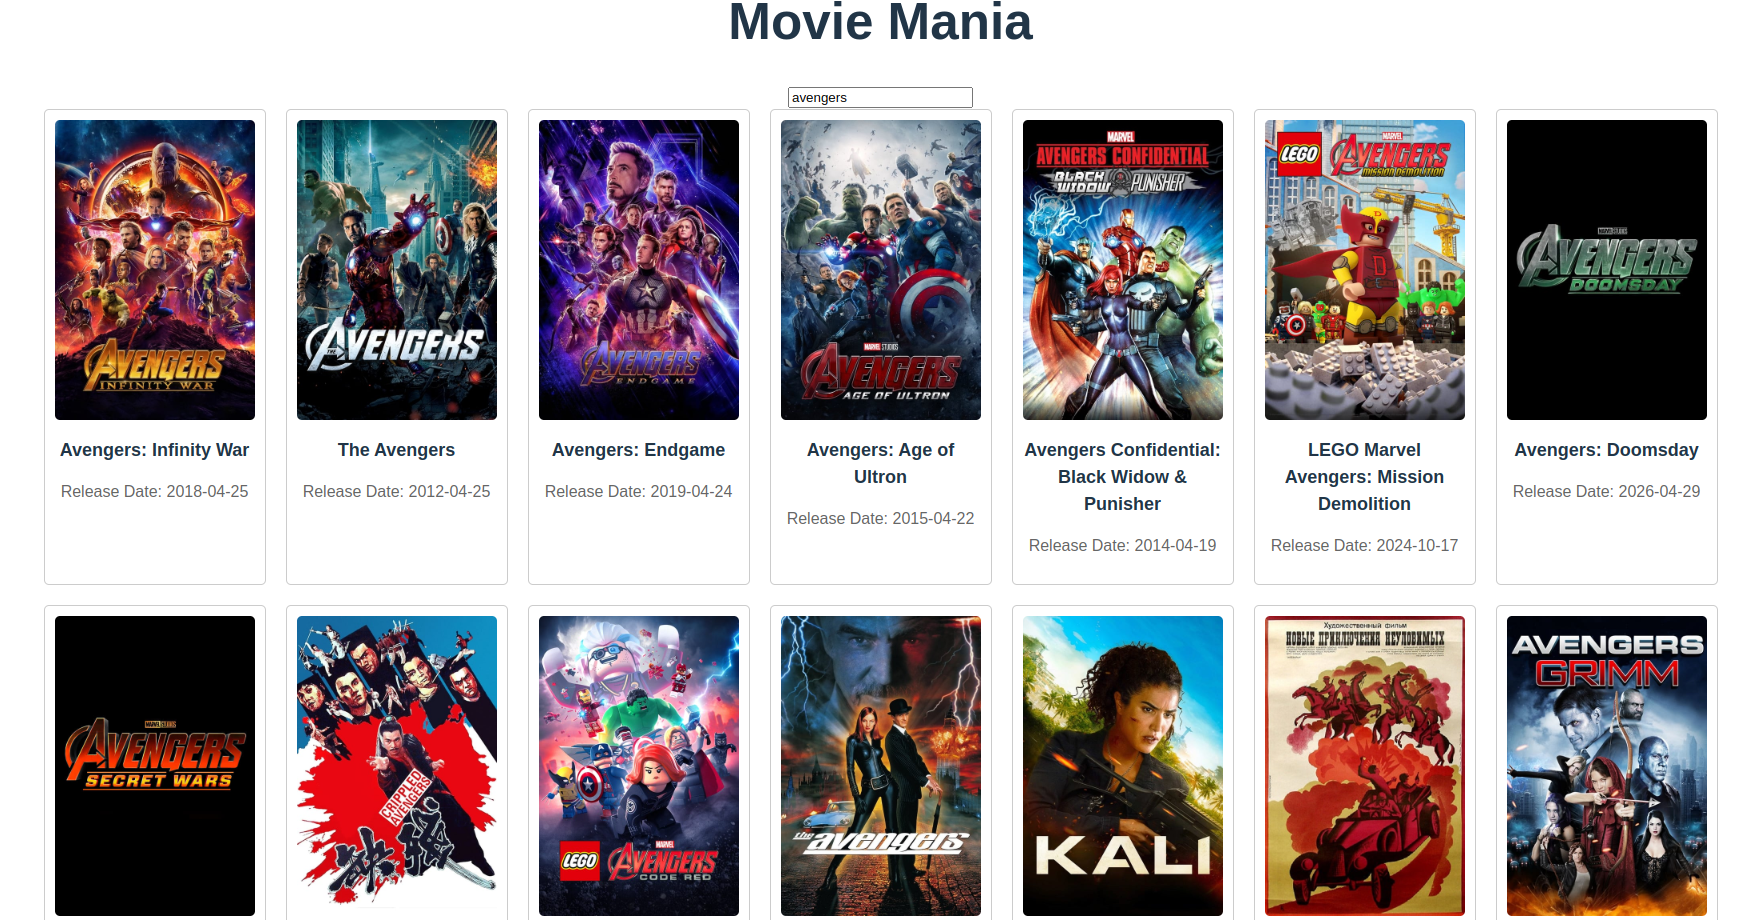 Movie Mania
avengers
AVENGERS
INFINITY WAR
THE AVENGERS
AVENGERS
ENDGAME
MARVEL STUDIOS
AVENGERS
AGE OF ULTRON
MARVEL
AVENGERS CONFIDENTIAL
BLACK WIDOW PUNISHER
LEGO MARVEL AVENGERS
MISSION DEMOLITION
MARVEL STUDIOS
AVENGERS
DOOMSDAY
Avengers: Infinity War
Release Date: 2018-04-25
The Avengers
Release Date: 2012-04-25
Avengers: Endgame
Release Date: 2019-04-24
Avengers: Age of
Ultron
Release Date: 2015-04-22
Avengers Confidential:
Black Widow &
Punisher
Release Date: 2014-04-19
LEGO Marvel
Avengers: Mission
Demolition
Release Date: 2024-10-17
Avengers: Doomsday
Release Date: 2026-04-29
MARVEL STUDIOS
AVENGERS
SECRET WARS
CRIPPLED
AVENGERS
MARVEL
LEGO AVENGERS
CODE RED
the avengers
KALI
Художественный фильм
НОВЫЕ ПРИКЛЮЧЕНИЯ НЕУЛОВИМЫХ
AVENGERS
GRIMM